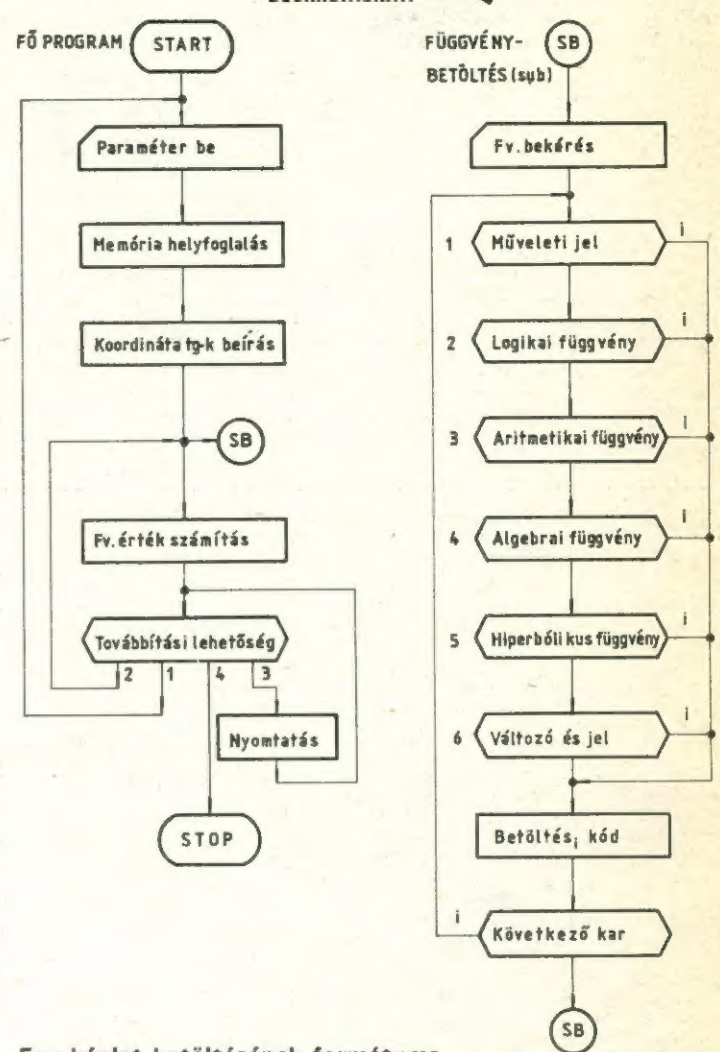 FŐ PROGRAM
START
Paraméter be
Memória helyfoglalás
Koordináta tg-k beírás
SB
Fv. érték számítás
Továbbítási lehetőség
2 1 4 3
Nyomtatás
STOP
FÜGGVÉNY-
BETÖLTÉS (sub)
SB
Fv. bekérés
1 Műveleti jel i
2 Logikai függvény i
3 Aritmetikai függvény i
4 Algebrai függvény i
5 Hiperbólikus függvény i
6 Változó és jel i
Betöltés, kód
i Következő kar
SB
betöltésének formátuma